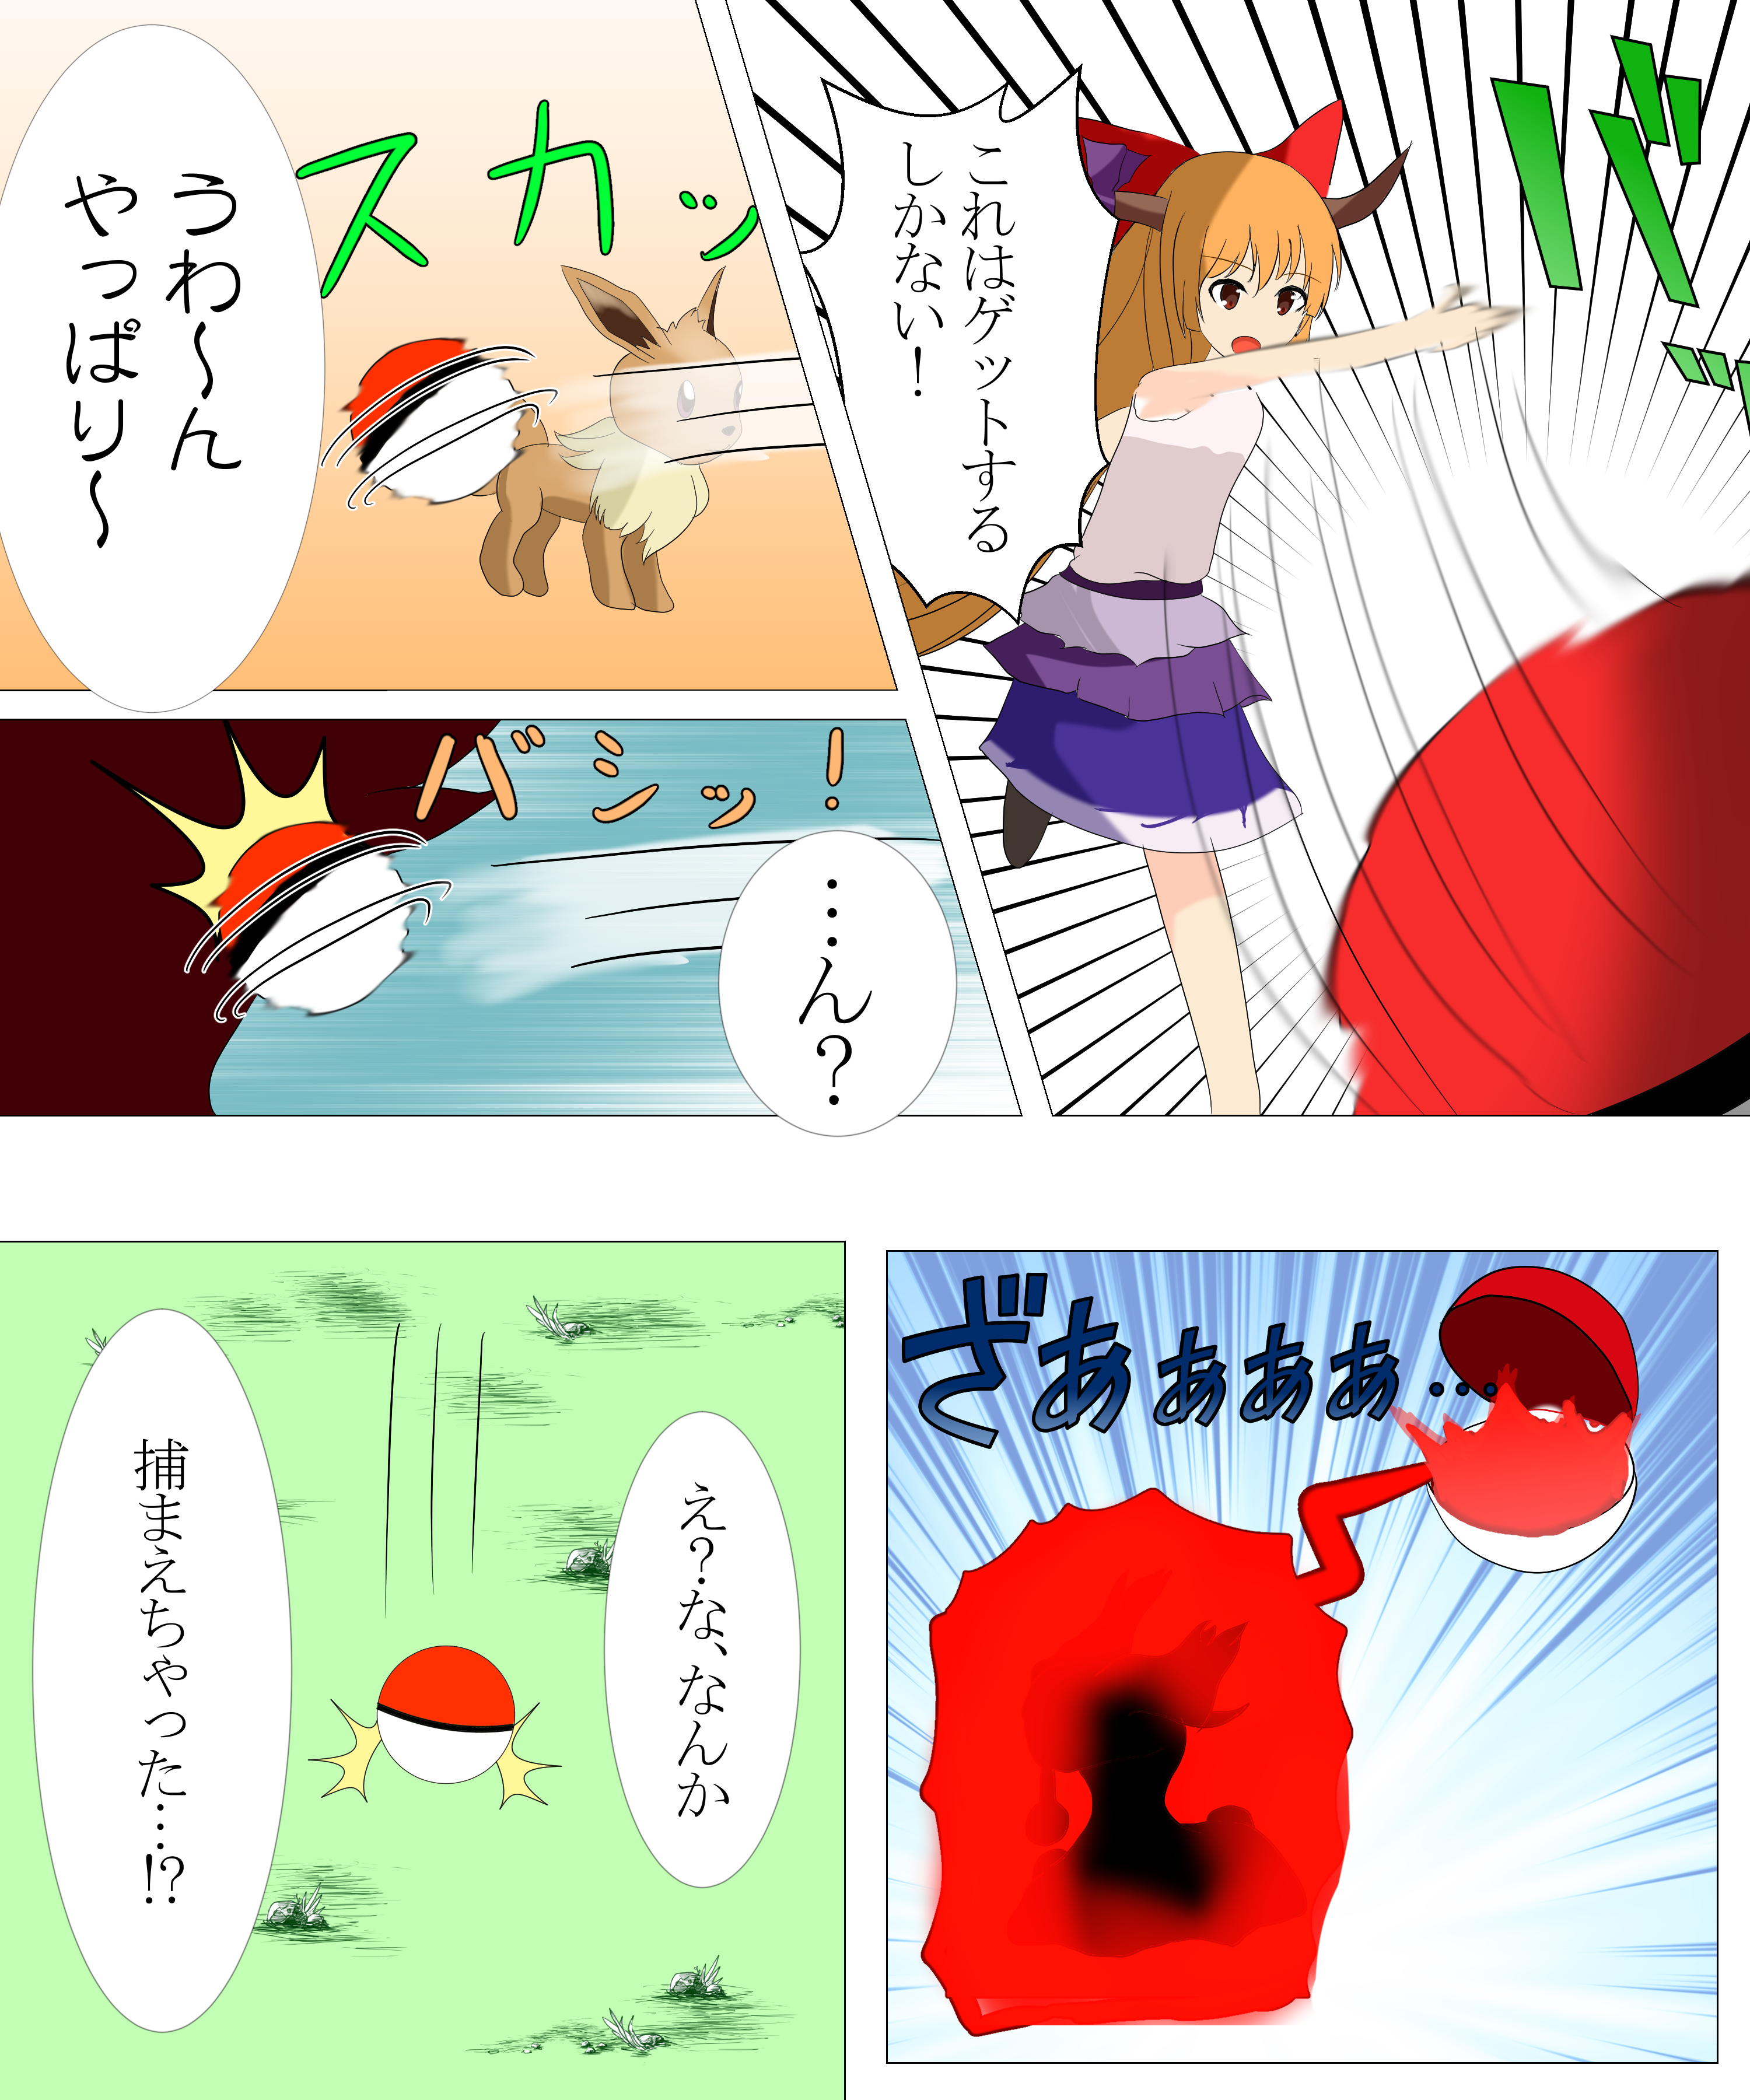 これはゲットする
しかない！
ババッ
スカッ
うわ～ん
やっぱり～
バシッ！
…ん？
ざあぁぁぁ…
え？な、なんか
捕まえちゃった…!?